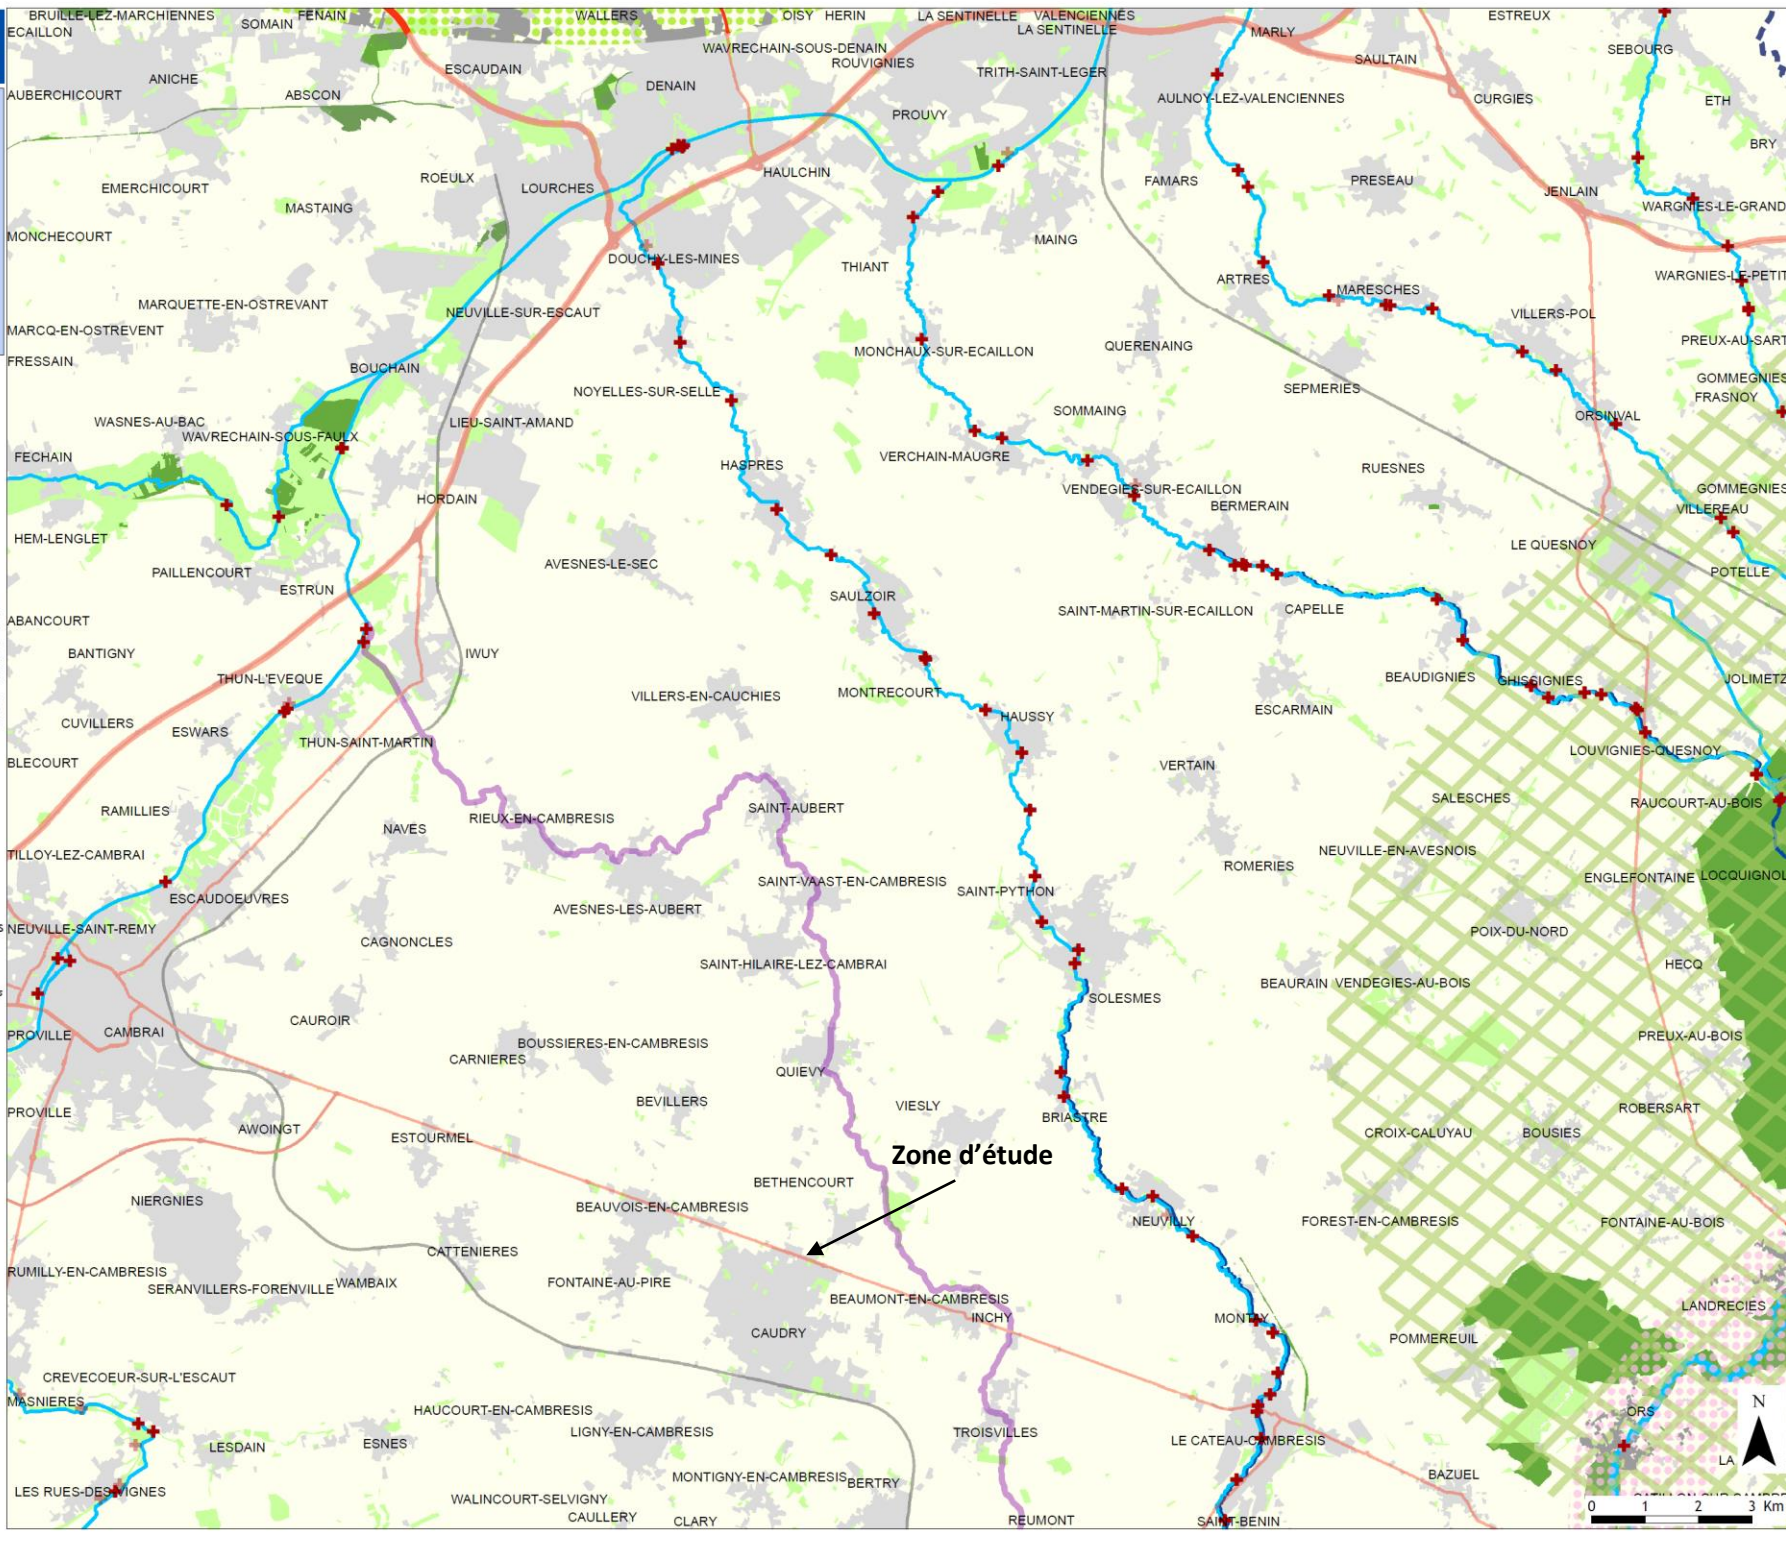 BRUILLE-LEZ-MARCHIENNES
FENAIN
WALLERS
OISY
HERIN
LA SENTINELLE
VALENCIENNES
ESTREUX
ECAILLON
SOMAIN
LA SENTINELLE
MARLY
WAVRECHAIN-SOUS-DENAIN
SEBOURG
ROUVIGNIES
SAULTAIN
ANICHE
ESCAUDAIN
TRITH-SAINT-LEGER
DENAIN
AUBERCHICOURT
ABSCON
AULNOY-LEZ-VALENCIENNES
CURGIES
ETH
PROUVY
BRY
HAULCHIN
ROEULX
EMERCHICOURT
LOURCHES
FAMARS
PRESEAU
JENLAIN
MASTAING
WARGNIES-LE-GRAND
MONCHECOURT
MAING
DOUCHY-LES-MINES
THIANT
ARTRES
WARGNIES-LE-PETIT
MARESCHES
MARQUETTE-EN-OSTREVANT
NEUVILLE-SUR-ESCAUT
VILLERS-POL
MARCQ-EN-OSTREVENT
PREUX-AU-SART
QUERENAING
MONCHAUX-SUR-ECAILLON
FRESSAIN
BOUCHAIN
GOMMEGNIES
SEPMERIES
NOYELLES-SUR-SELLE
FRASNOY
SOMMAING
ORSINVAL
WASNES-AU-BAC
LIEU-SAINT-AMAND
WAVRECHAIN-SOUS-FAULX
FECHAIN
VERCHAIN-MAUGRE
HASPRES
RUESNES
VENDEGIES-SUR-ECAILLON
GOMMEGNIES
HORDAIN
BERMERAIN
VILLEREAU
HEM-LENGLET
LE QUESNOY
AVESNES-LE-SEC
PAILLENCOURT
POTELLE
ESTRUN
SAULZOIR
SAINT-MARTIN-SUR-ECAILLON
CAPELLE
ABANCOURT
BANTIGNY
IWUY
THUN-L'EVEQUE
BEAUDIGNIES
GHISSIGNIES
JOLIMETZ
VILLERS-EN-CAUCHIES
MONTRECOURT
CUVILLERS
ESCARMAIN
HAUSSY
ESWARS
THUN-SAINT-MARTIN
LOUVIGNIES-QUESNOY
BLECOURT
VERTAIN
SALESCHES
RAUCOURT-AU-BOIS
RAMILLIES
SAINT-AUBERT
RIEUX-EN-CAMBRESIS
NAVES
TILLOY-LEZ-CAMBRAI
NEUVILLE-EN-AVESNOIS
ROMERIES
ENGLEFONTAINE
LOCQUIGNOL
SAINT-VAAST-EN-CAMBRESIS
SAINT-PYTHON
ESCAUDOEUVRES
AVESNES-LES-AUBERT
NEUVILLE-SAINT-REMY
POIX-DU-NORD
CAGNONCLES
SAINT-HILAIRE-LEZ-CAMBRAI
HECQ
BEAURAIN
VENDEGIES-AU-BOIS
SOLESMES
CAUROIR
PROVILLE
CAMBRAI
PREUX-AU-BOIS
BOUSSIERES-EN-CAMBRESIS
CARNIERES
QUIEVY
BEVILLERS
VIESLY
PROVILLE
ROBERSART
BRIASTRE
AWOINGT
ESTOURMEL
CROIX-CALUYAU
BOUSIES
Zone d'étude
BETHENCOURT
NIERGNIES
BEAUVOIS-EN-CAMBRESIS
NEUVILLY
FOREST-EN-CAMBRESIS
FONTAINE-AU-BOIS
CATTENIERES
RUMILLY-EN-CAMBRESIS
SERANVILLERS-FORENVILLE
WAMBAIX
FONTAINE-AU-PIRE
BEAUMONT-EN-CAMBRESIS
LANDRECIES
INCHY
MONTAY
CAUDRY
POMMEREUIL
CREVECOEUR-SUR-L'ESCAUT
MASNIERES
N
HAUCOURT-EN-CAMBRESIS
ORS
LIGNY-EN-CAMBRESIS
TROISVILLES
LESDAIN
ESNES
LE CATEAU-CAMBRESIS
LA
MONTIGNY-EN-CAMBRESIS
BERTRY
BAZUEL
LES RUES-DES-VIGNES
WALINCOURT-SELVIGNY
CAULLERY
CLARY
REUMONT
SAINT-BENIN
0 1 2 3 Km